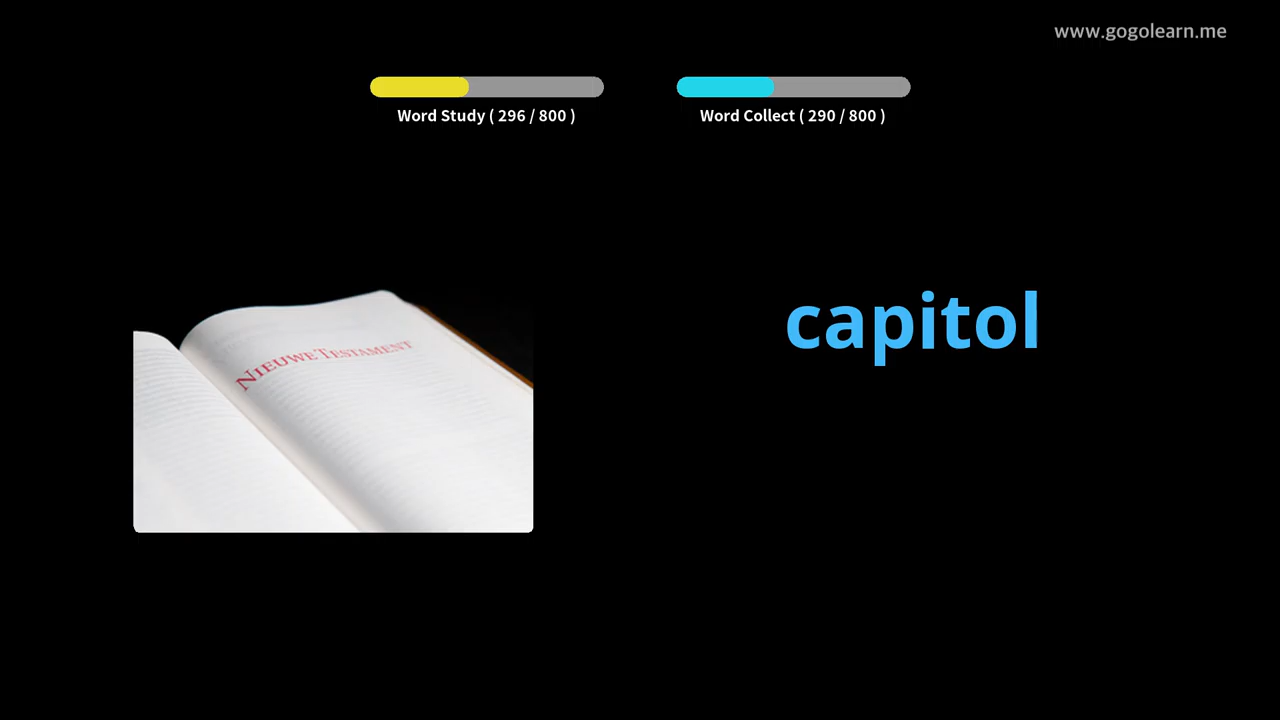 www.gogolearn.me
Word Study ( 296 / 800 )
Word Collect ( 290 / 800 )
NIEUWE TESTAMENT
capitol